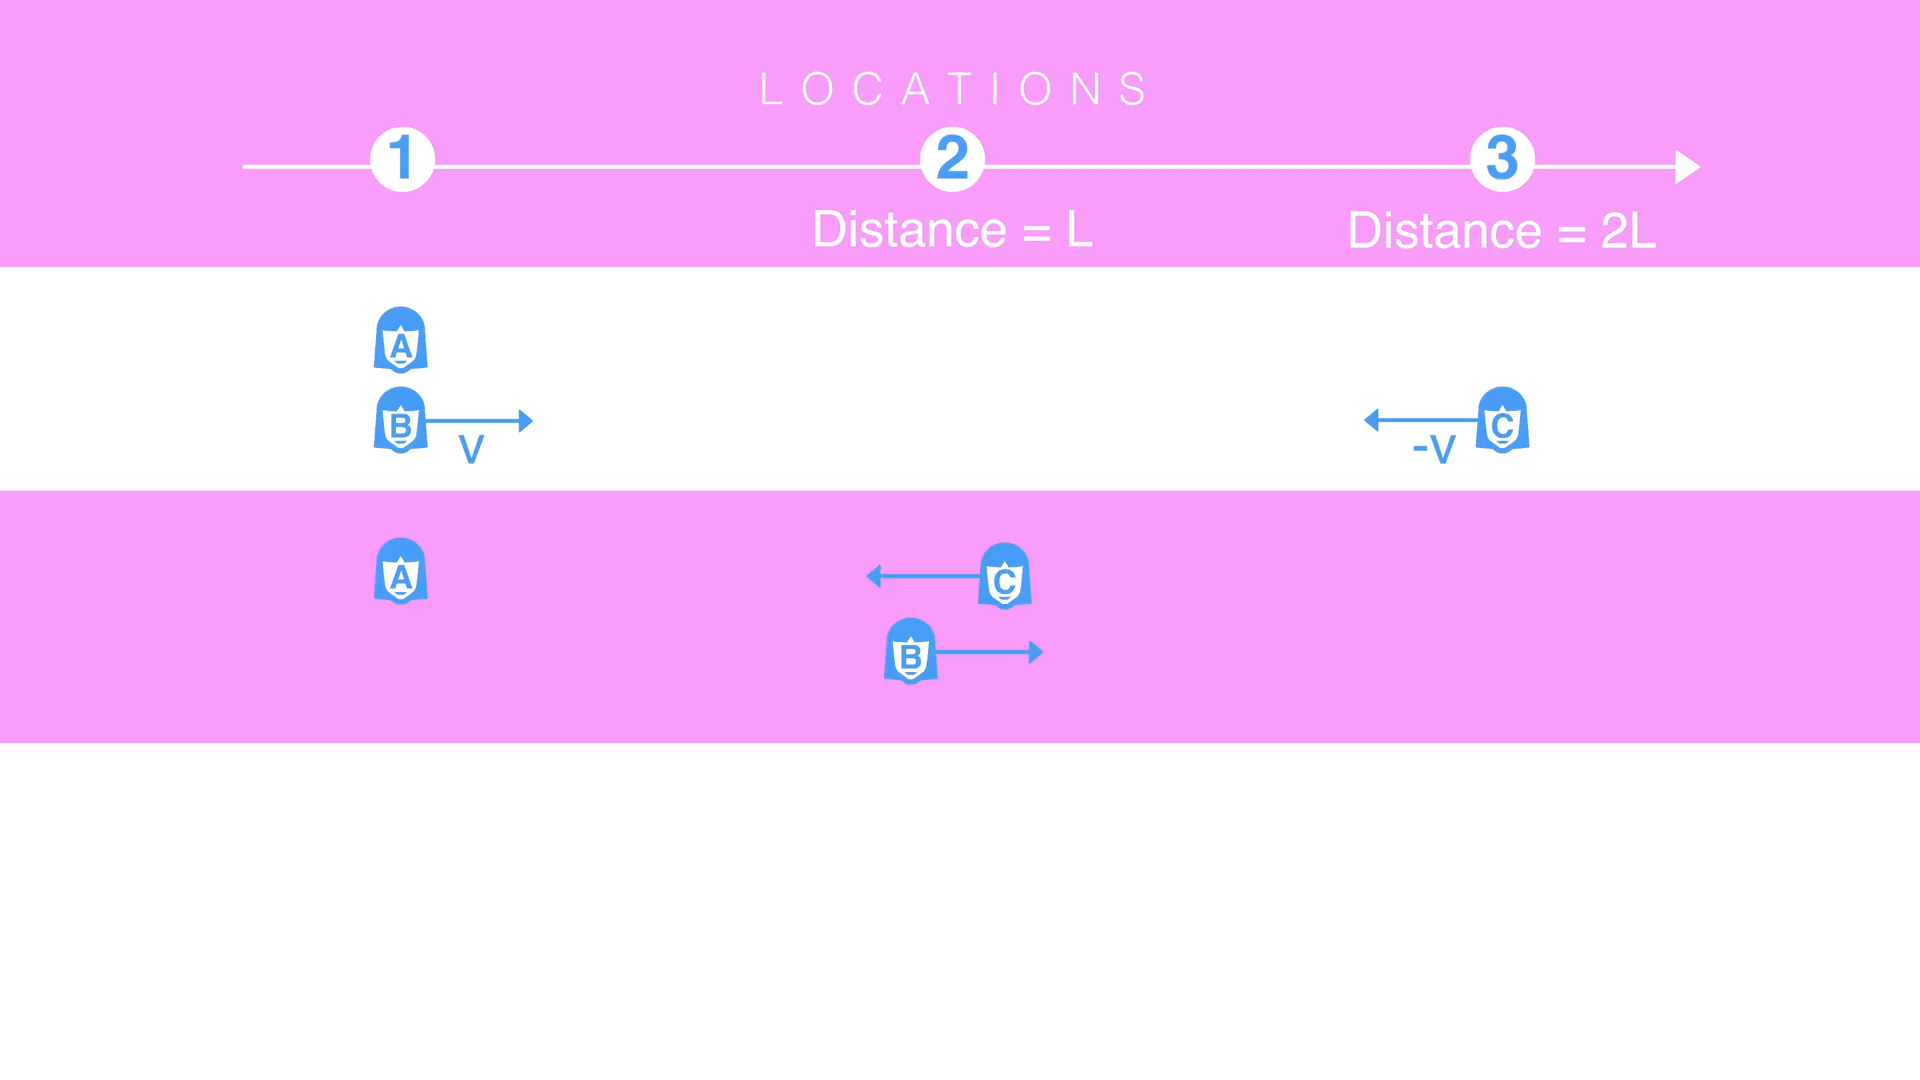 LOCATIONS
1 2 3
Distance = L Distance = 2L
A
B C
V -V
A C
B